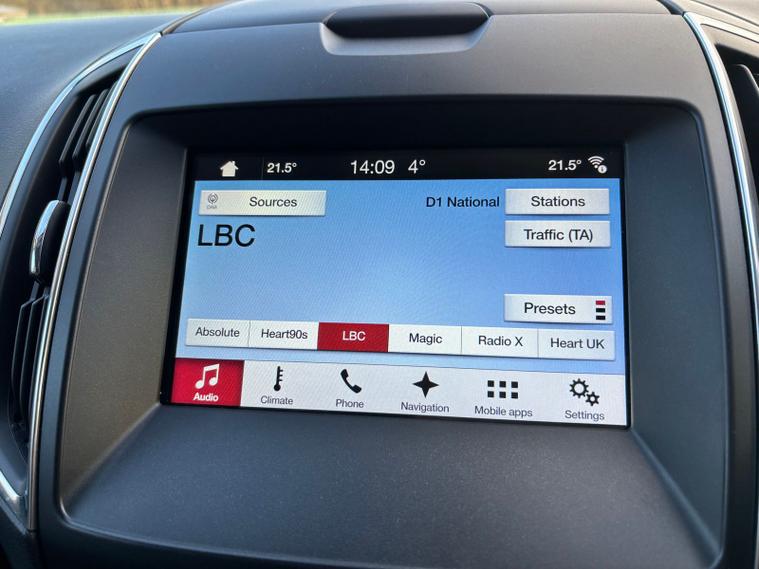 21.5° 14:09 4° 21.5°
Sources D1 National Stations
LBC Traffic (TA)
Presets
Absolute Heart90s LBC Magic Radio X Heart UK
Audio Climate Phone Navigation Mobile apps Settings